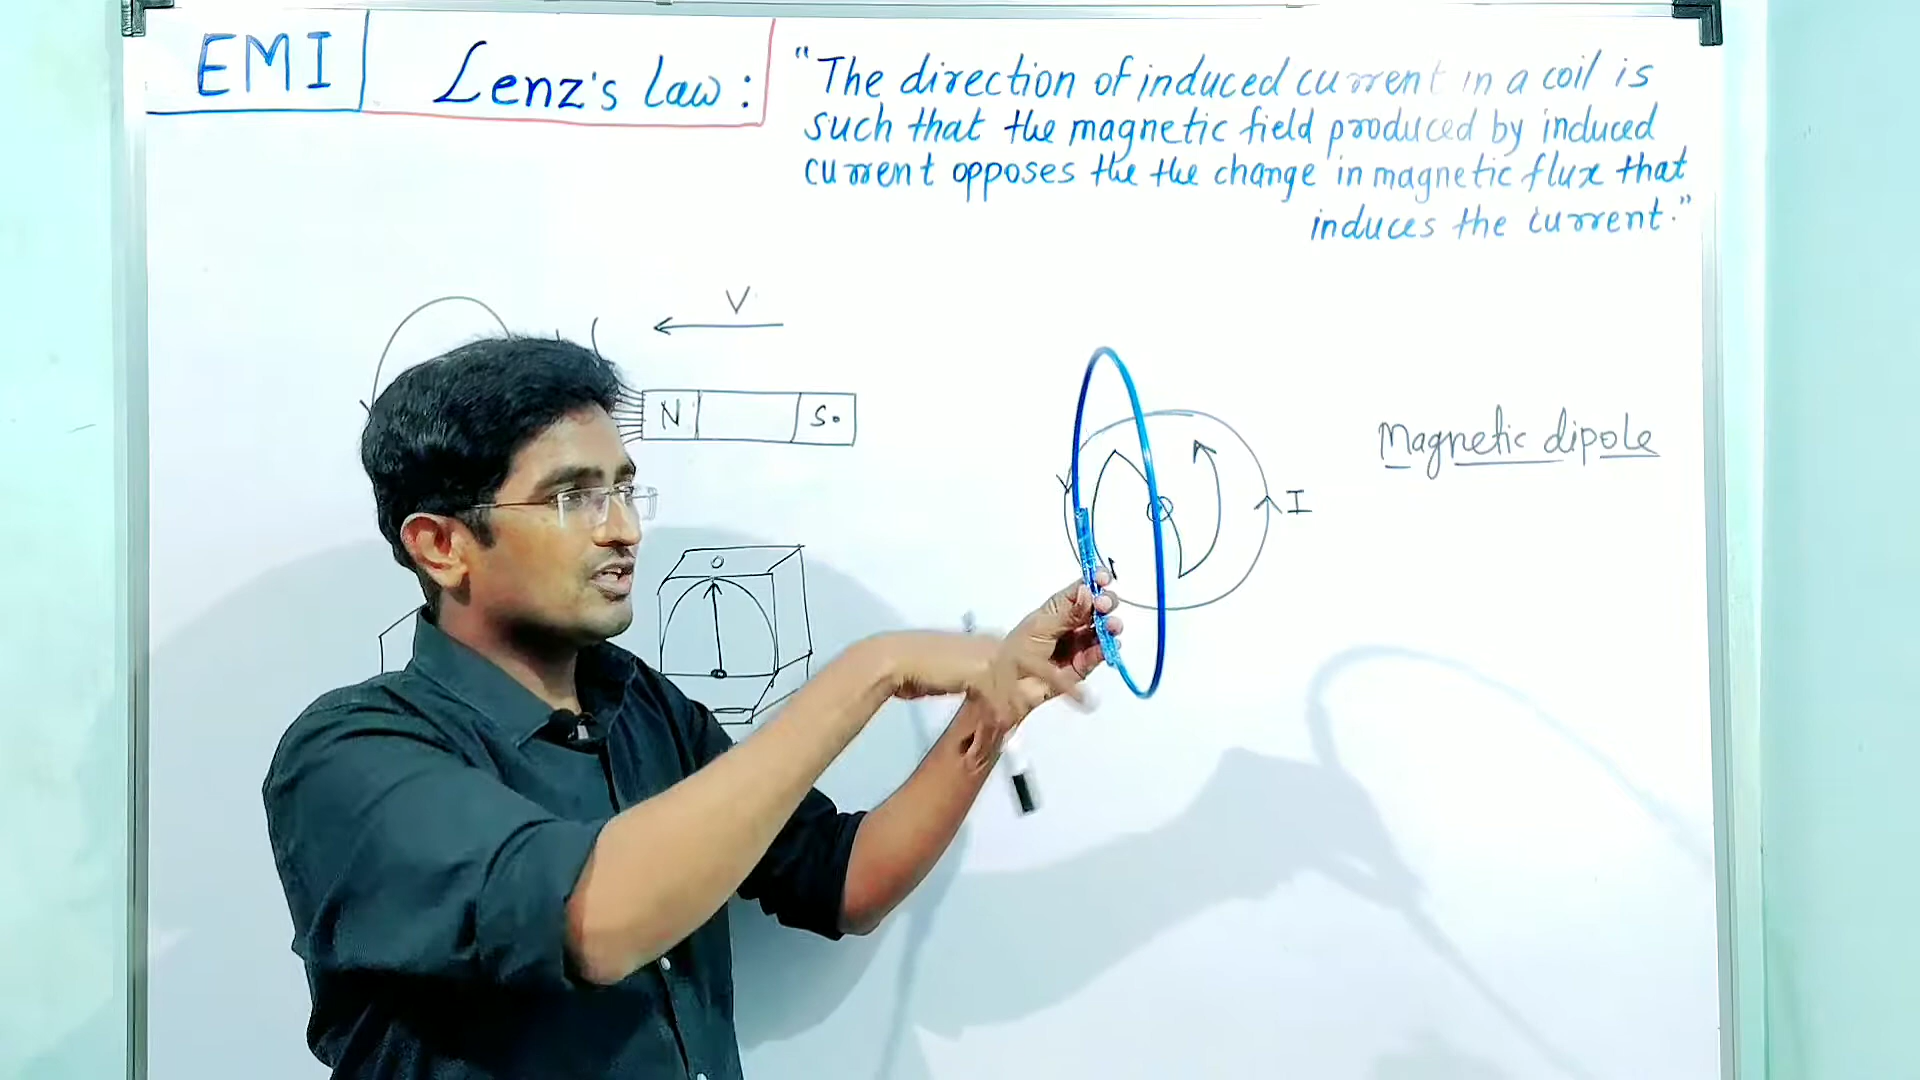 EMI
Lenz's Law:
"The direction of induced current in a coil is
such that the magnetic field produced by induced
current opposes the the change in magnetic flux that
induces the current."
V
N
S
I
Magnetic dipole